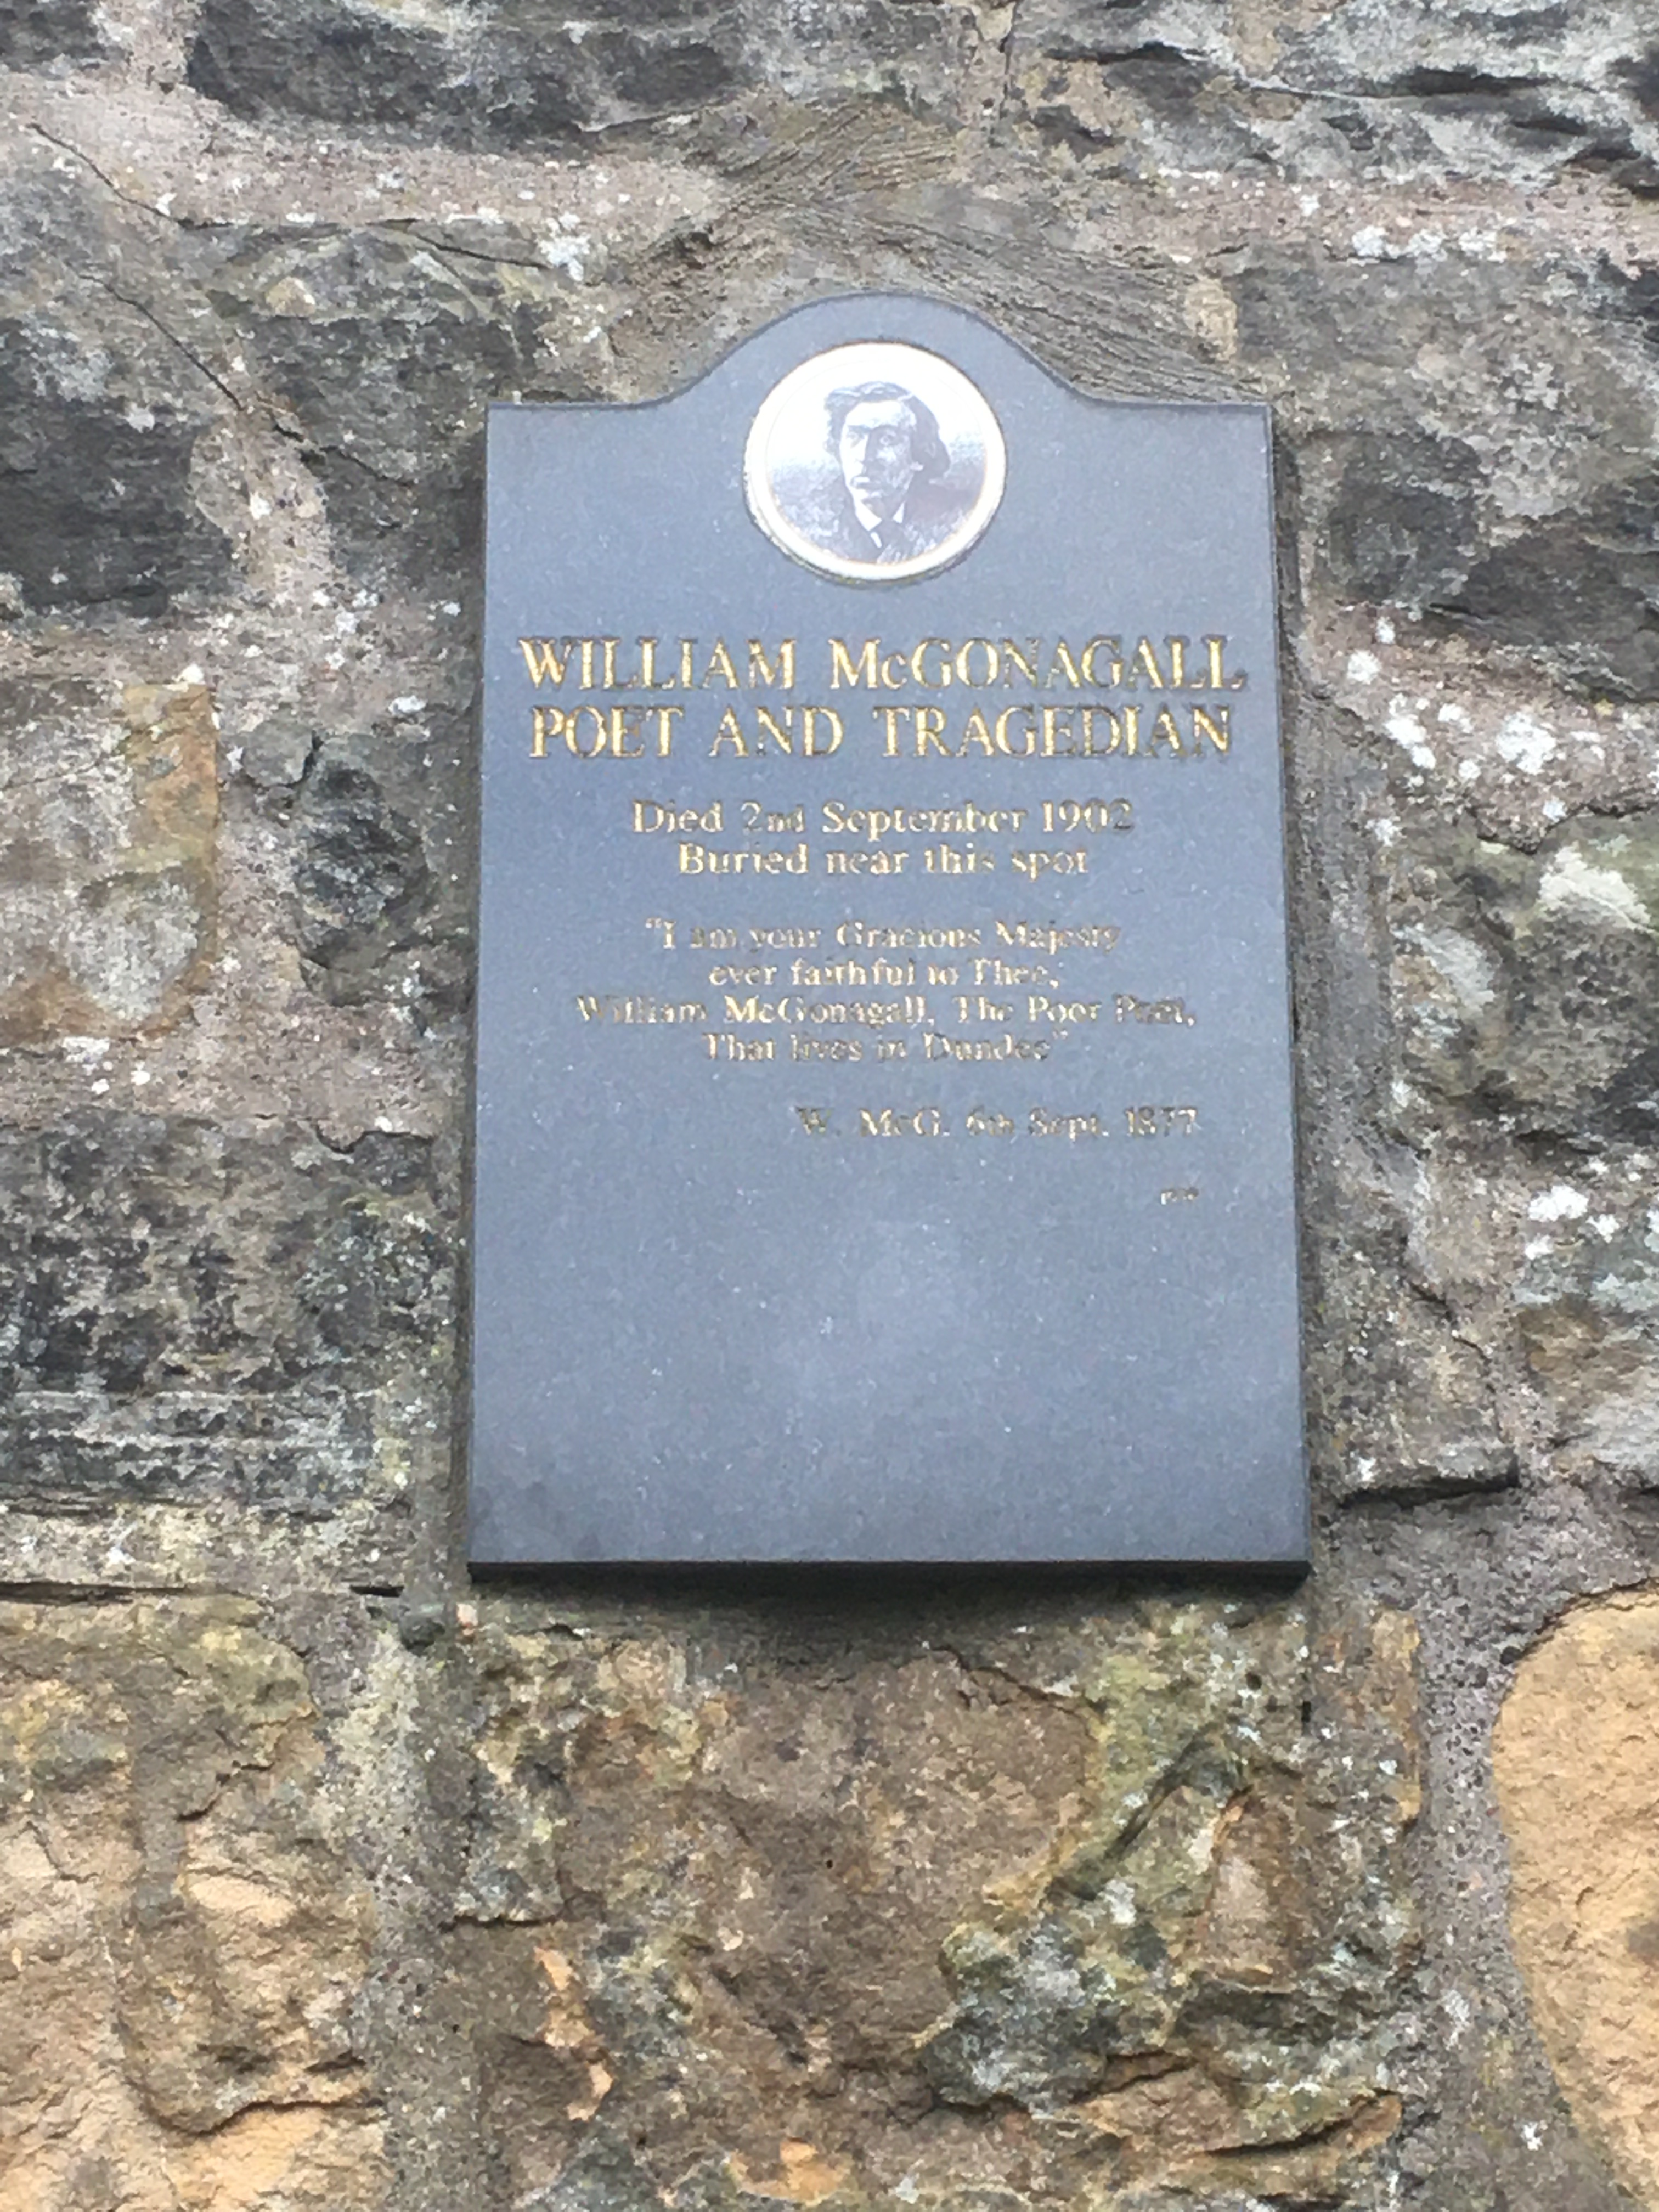 WILLIAM McGONAGALL
POET AND TRAGEDIAN
Died 2nd September 1902
Buried near this spot
"I am your Gracious Majesty
ever faithful to Thee,
William McGonagall, The Poor Poet,
That lives in Dundee"
W. McG. 6th Sept. 1877